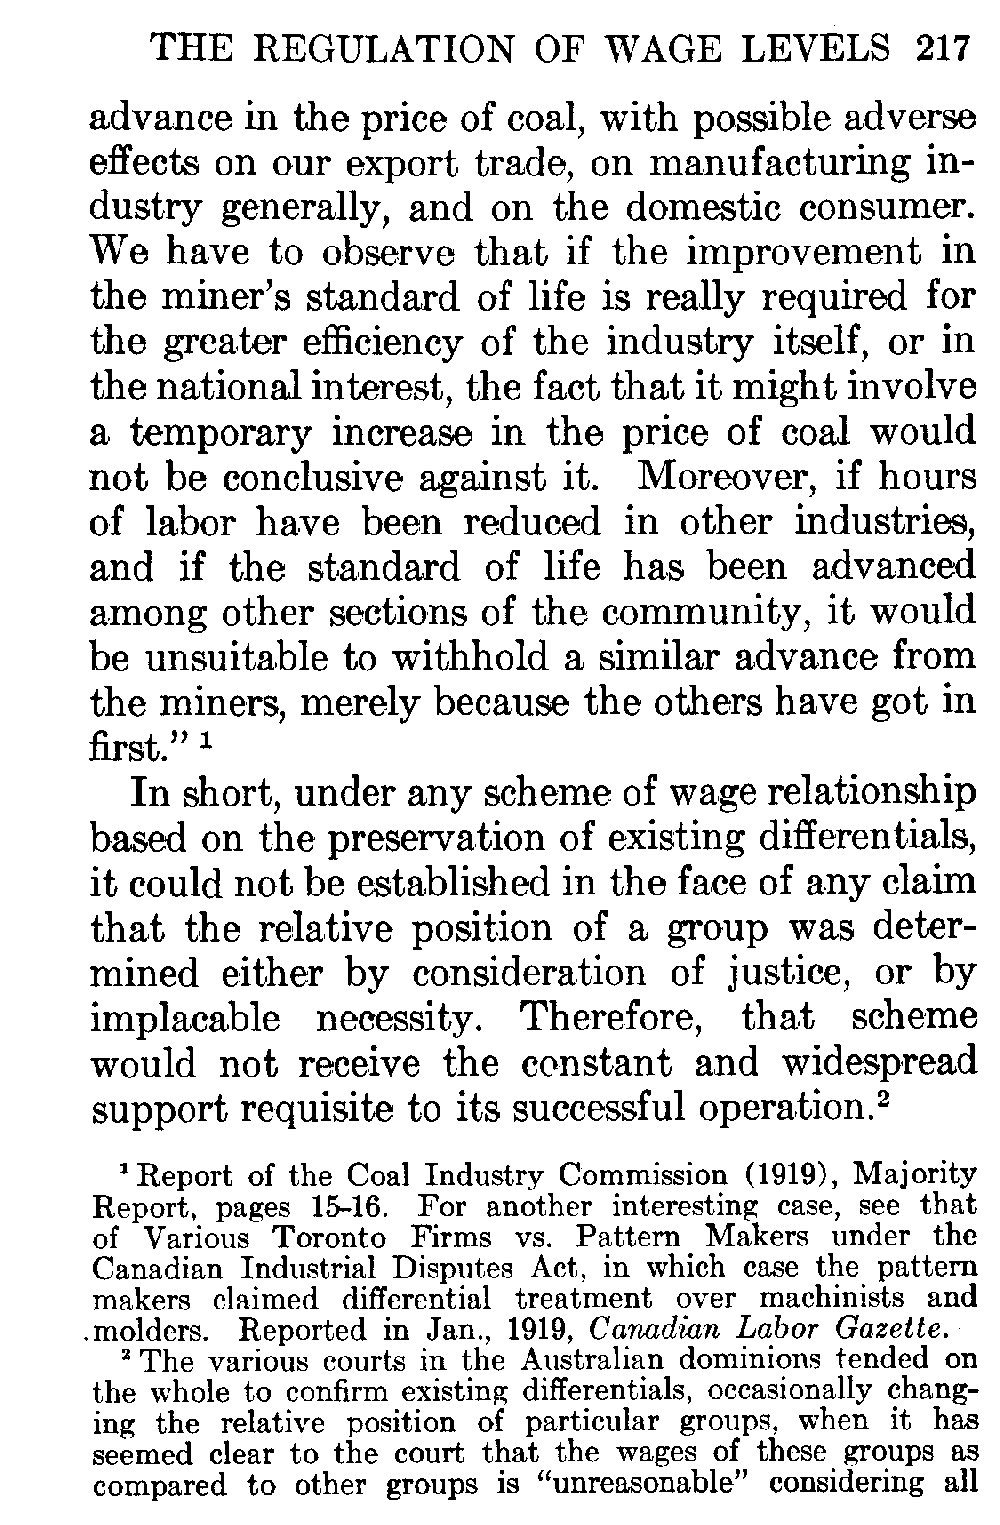 THE REGULATION OF WAGE LEVELS 217
advance in the price of coal, with possible adverse
effects on our export trade, on manufacturing in-
dustry generally, and on the domestic consumer.
We have to observe that if the improvement in
the miner's standard of life is really required for
the greater efficiency of the industry itself, or in
the national interest, the fact that it might involve
a temporary increase in the price of coal would
not be conclusive against it. Moreover, if hours
of labor have been reduced in other industries,
and if the standard of life has been advanced
among other sections of the community, it would
be unsuitable to withhold a similar advance from
the miners, merely because the others have got in
first." 1
In short, under any scheme of wage relationship
based on the preservation of existing differentials,
it could not be established in the face of any claim
that the relative position of a group was deter-
mined either by consideration of justice, or by
implacable necessity. Therefore, that scheme
would not receive the constant and widespread
support requisite to its successful operation.2
1 Report of the Coal Industry Commission (1919), Majority
Report, pages 15-16. For another interesting case, see that
of Various Toronto Firms vs. Pattern Makers under the
Canadian Industrial Disputes Act, in which case the pattern
makers claimed differential treatment over machinists and
molders. Reported in Jan., 1919, Canadian Labor Gazette.
2 The various courts in the Australian dominions tended on
the whole to confirm existing differentials, occasionally chang-
ing the relative position of particular groups, when it has
seemed clear to the court that the wages of these groups as
compared to other groups is "unreasonable" considering all